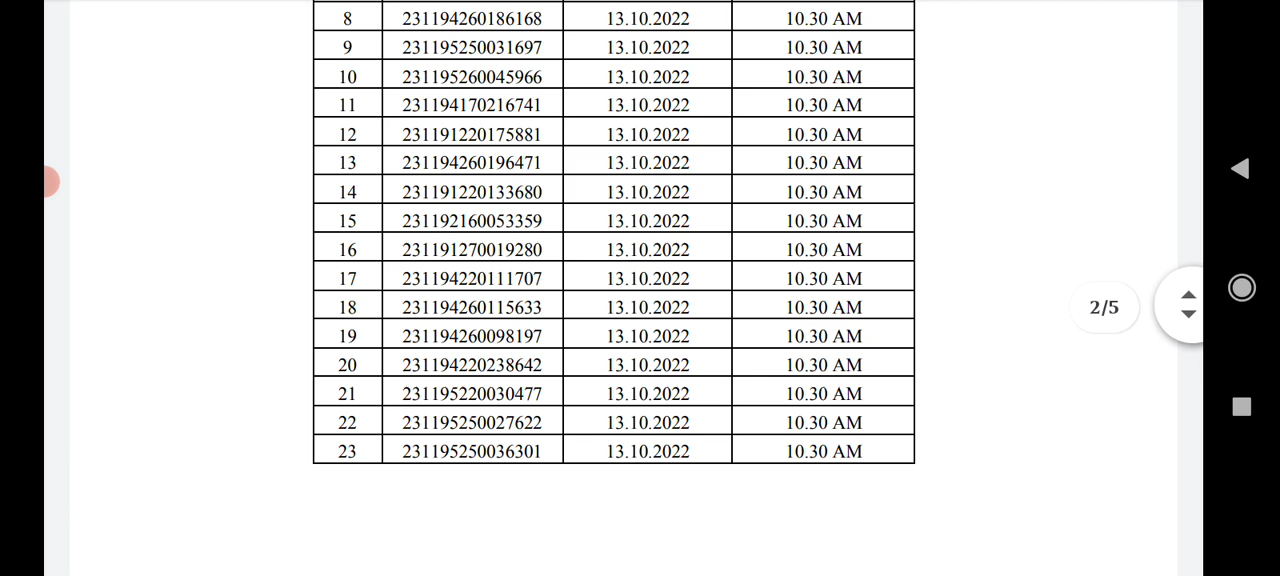 8 231194260186168 13.10.2022 10.30 AM
9 231195250031697 13.10.2022 10.30 AM
10 231195260045966 13.10.2022 10.30 AM
11 231194170216741 13.10.2022 10.30 AM
12 231191220175881 13.10.2022 10.30 AM
13 231194260196471 13.10.2022 10.30 AM
14 231191220133680 13.10.2022 10.30 AM
15 231192160053359 13.10.2022 10.30 AM
16 231191270019280 13.10.2022 10.30 AM
17 231194220111707 13.10.2022 10.30 AM
18 231194260115633 13.10.2022 10.30 AM
19 231194260098197 13.10.2022 10.30 AM
20 231194220238642 13.10.2022 10.30 AM
21 231195220030477 13.10.2022 10.30 AM
22 231195250027622 13.10.2022 10.30 AM
23 231195250036301 13.10.2022 10.30 AM
2/5